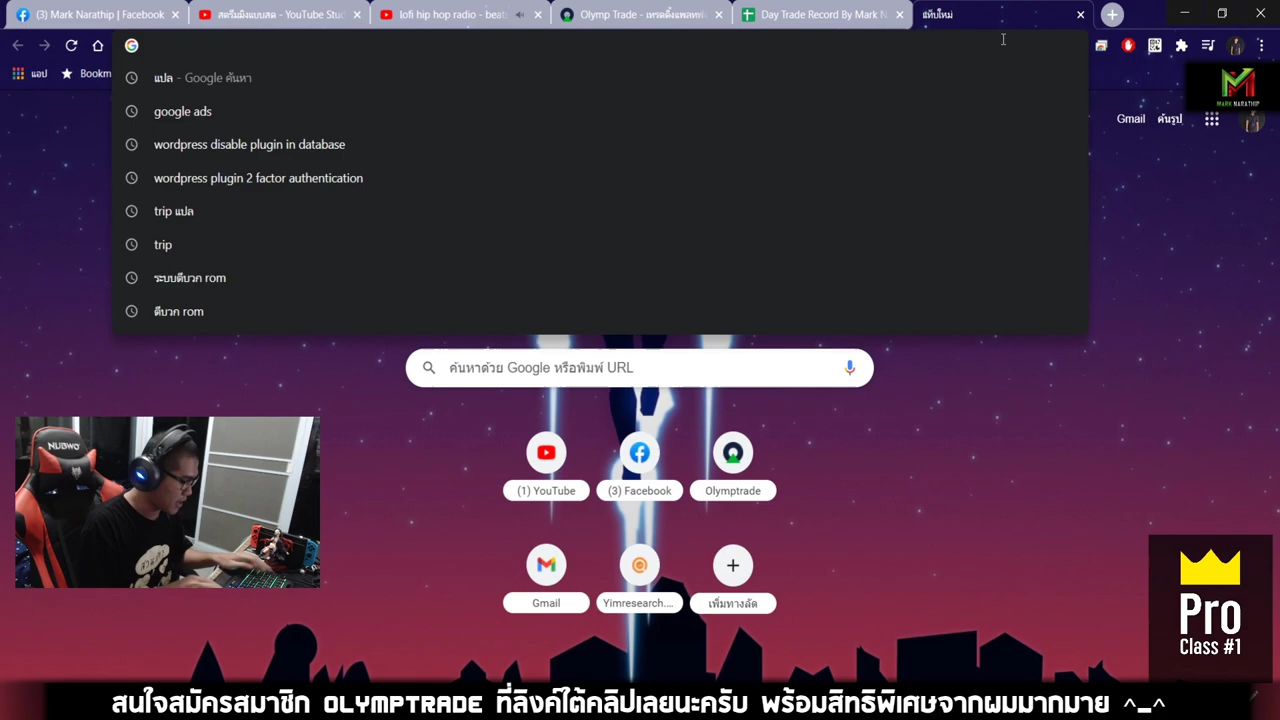 (3) Mark Narathip | Facebook
สตรีมมิงแบบสด - YouTube Stud
lofi hip hop radio - beats
Olymp Trade - เทรดดิ้งแพลทฟ
Day Trade Record By Mark N
แท็บใหม่
แอป
Bookm
แปล - Google ค้นหา
google ads
wordpress disable plugin in database
wordpress plugin 2 factor authentication
trip แปล
trip
ระบบตีบวก rom
ตีบวก rom
MARK NARATHIP
Gmail
ค้นรูป
ค้นหาด้วย Google หรือพิมพ์ URL
(1) YouTube
(3) Facebook
Olymptrade
Gmail
Yimresearch....
เพิ่มทางลัด
NUBWO
Pro
Class #1
สนใจสมัครสมาชิก OLYMPTRADE ที่ลิงค์ใต้คลิปเลยนะครับ พร้อมสิทธิพิเศษจากผมมากมาย ^_^